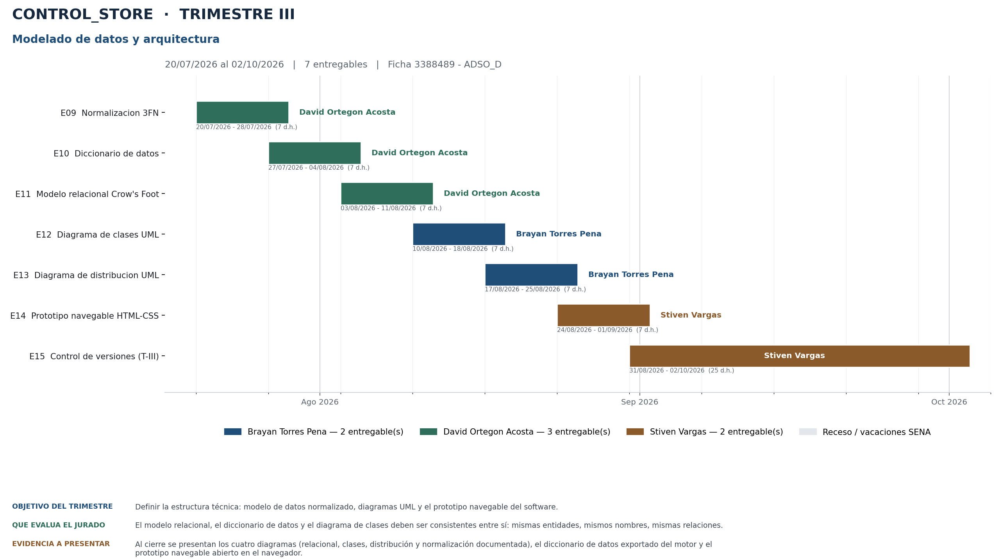 CONTROL_STORE · TRIMESTRE III
Modelado de datos y arquitectura
20/07/2026 al 02/10/2026 | 7 entregables | Ficha 3388489 - ADSO_D
E09 Normalizacion 3FN
David Ortegon Acosta
20/07/2026 - 28/07/2026 (7 d.h.)
E10 Diccionario de datos
David Ortegon Acosta
27/07/2026 - 04/08/2026 (7 d.h.)
E11 Modelo relacional Crow's Foot
David Ortegon Acosta
03/08/2026 - 11/08/2026 (7 d.h.)
E12 Diagrama de clases UML
Brayan Torres Pena
10/08/2026 - 18/08/2026 (7 d.h.)
E13 Diagrama de distribucion UML
Brayan Torres Pena
17/08/2026 - 25/08/2026 (7 d.h.)
E14 Prototipo navegable HTML-CSS
Stiven Vargas
24/08/2026 - 01/09/2026 (7 d.h.)
E15 Control de versiones (T-III)
Stiven Vargas
31/08/2026 - 02/10/2026 (25 d.h.)
Ago 2026 Sep 2026 Oct 2026
Brayan Torres Pena — 2 entregable(s) David Ortegon Acosta — 3 entregable(s) Stiven Vargas — 2 entregable(s) Receso / vacaciones SENA
OBJETIVO DEL TRIMESTRE Definir la estructura técnica: modelo de datos normalizado, diagramas UML y el prototipo navegable del software.
QUE EVALUA EL JURADO El modelo relacional, el diccionario de datos y el diagrama de clases deben ser consistentes entre sí: mismas entidades, mismos nombres, mismas relaciones.
EVIDENCIA A PRESENTAR Al cierre se presentan los cuatro diagramas (relacional, clases, distribución y normalización documentada), el diccionario de datos exportado del motor y el
prototipo navegable abierto en el navegador.